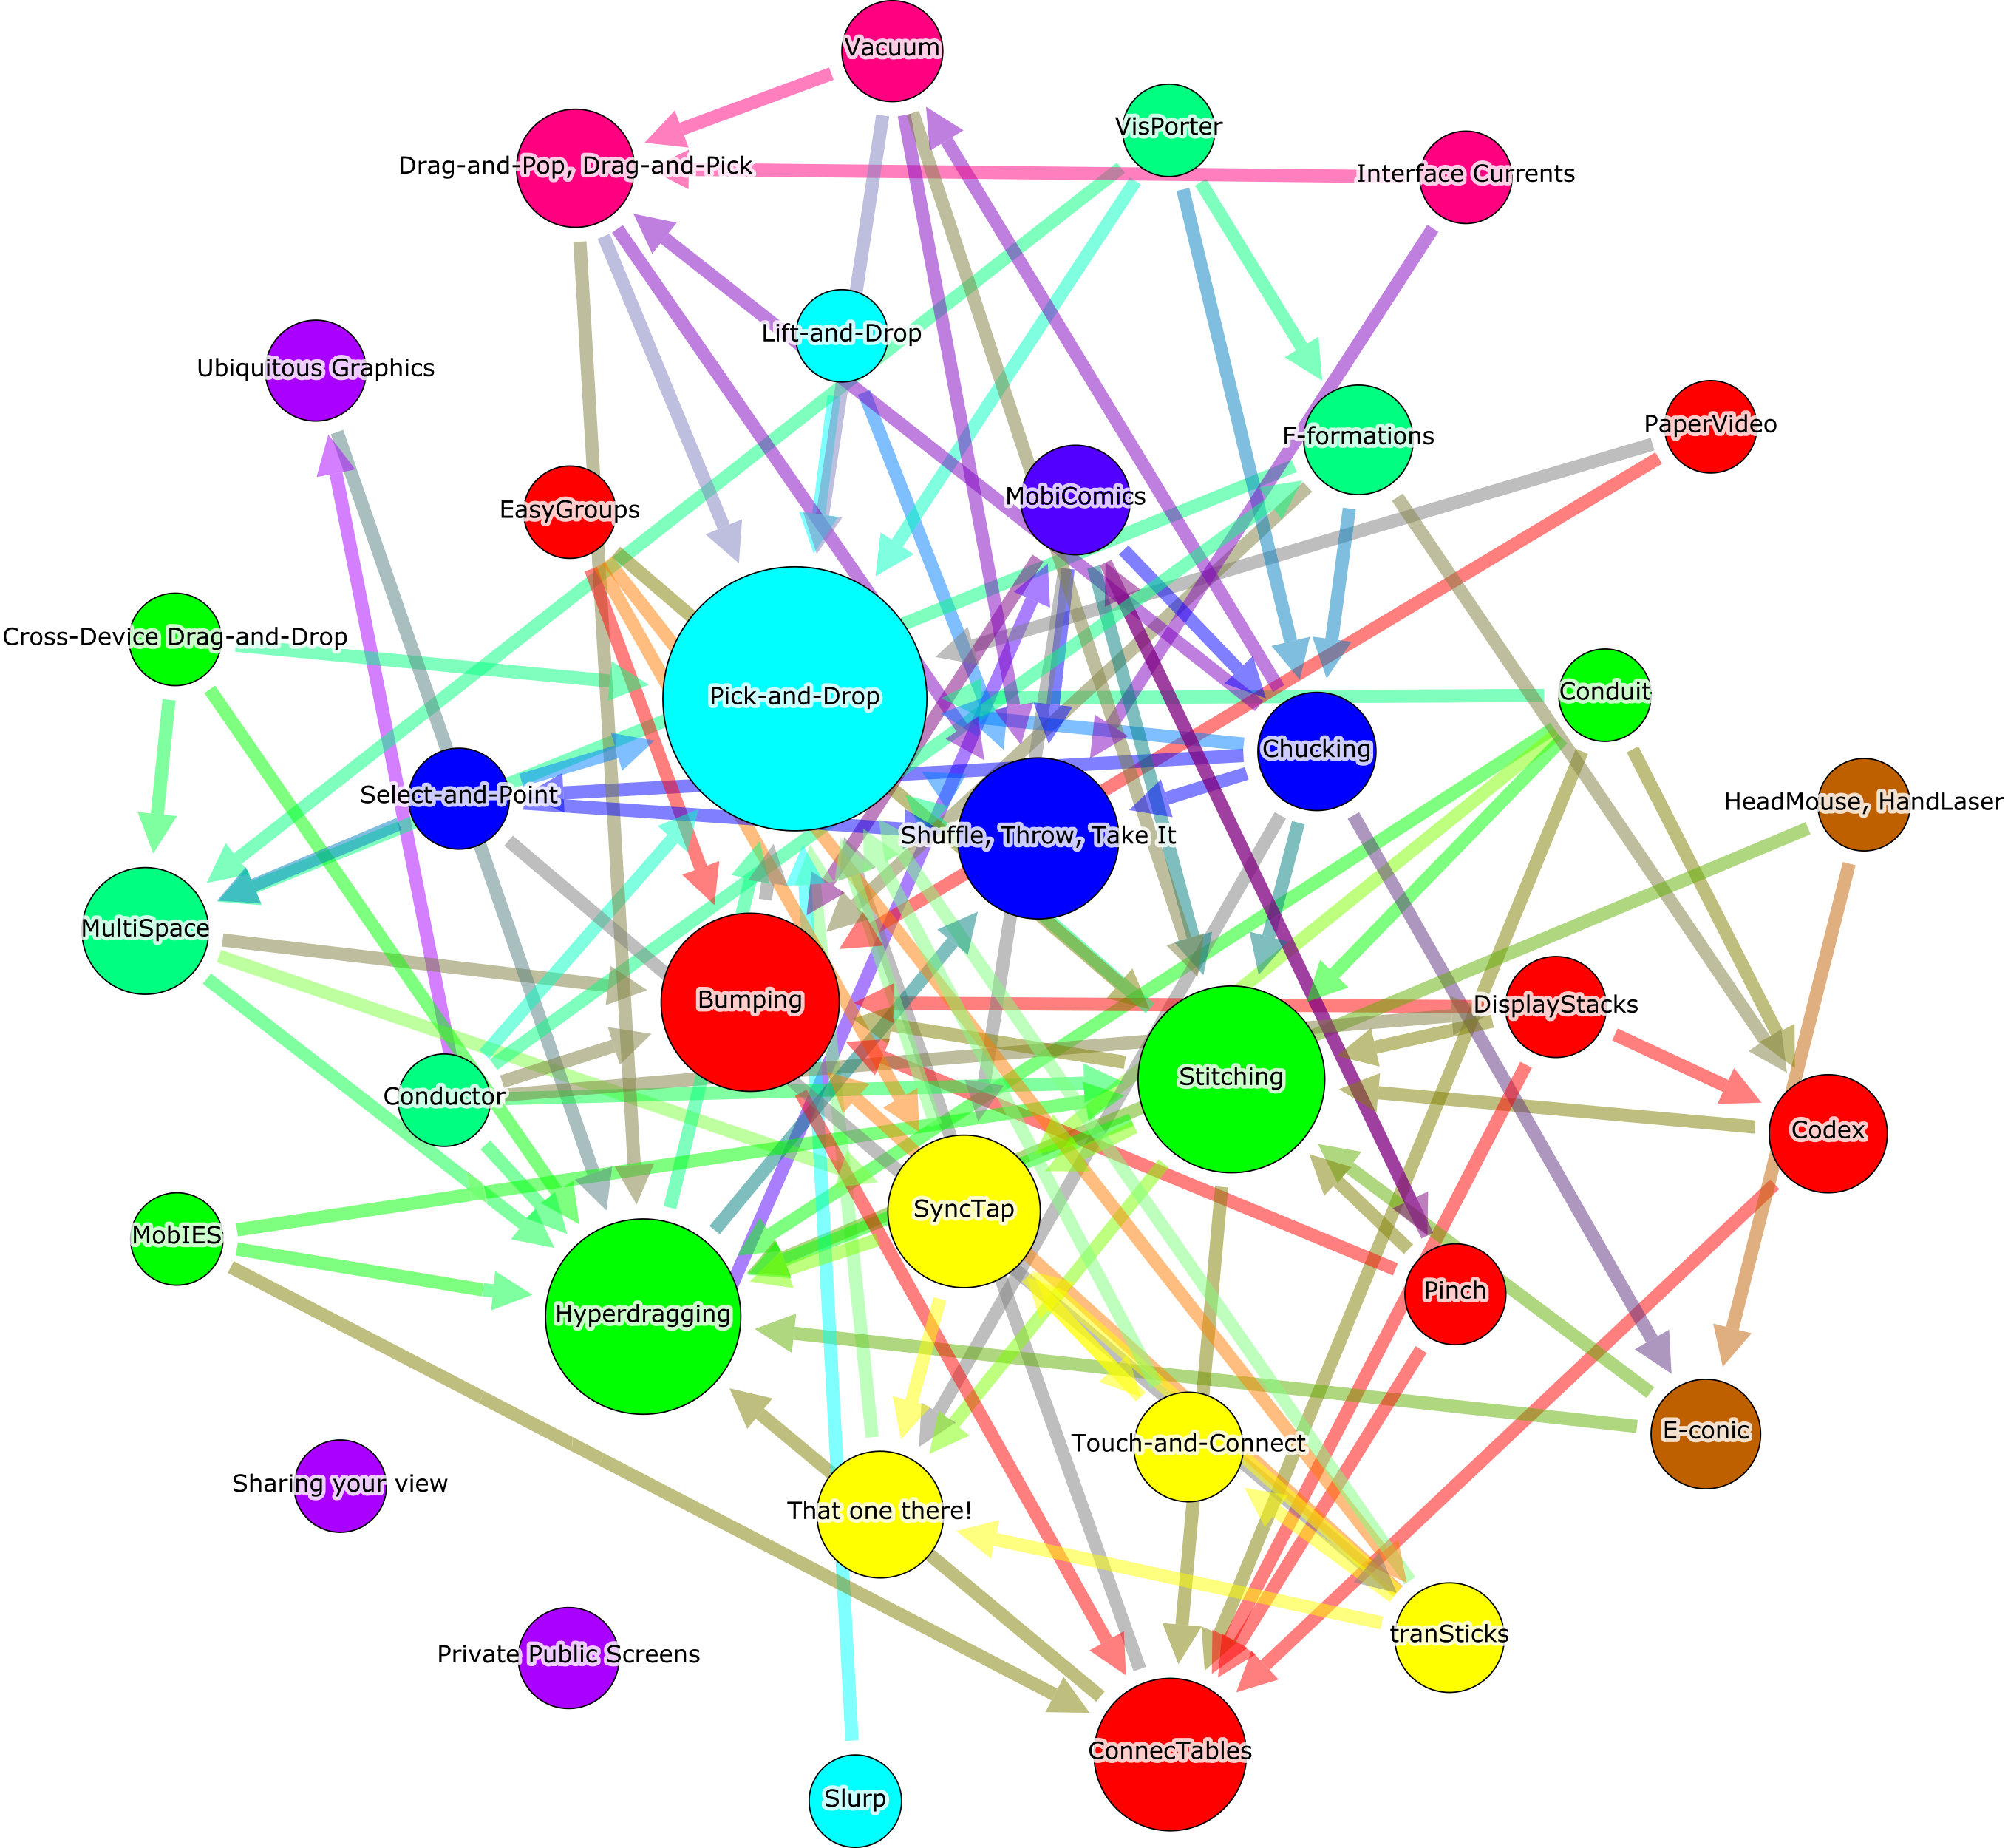 Vacuum
VisPorter
Drag-and-Pop, Drag-and-Pick
Interface Currents
Lift-and-Drop
Ubiquitous Graphics
PaperVideo
F-formations
MobiComics
EasyGroups
Cross-Device Drag-and-Drop
Pick-and-Drop
Conduit
Chucking
Select-and-Point
HeadMouse, HandLaser
Shuffle, Throw, Take It
MultiSpace
Bumping
DisplayStacks
Stitching
Conductor
Codex
SyncTap
MobIES
Pinch
Hyperdragging
E-conic
Touch-and-Connect
Sharing your view
That one there!
tranSticks
Private Public Screens
ConnecTables
Slurp